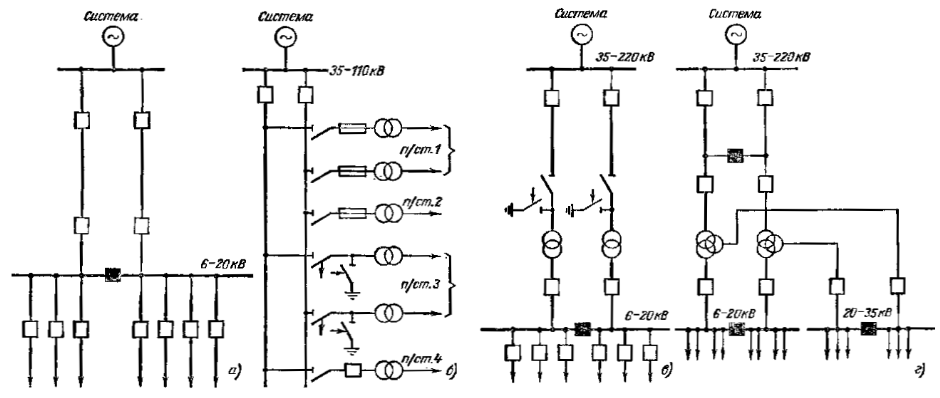 Система
Система
Система
Система
35-110кВ
35-220кВ
35-220кВ
п/ст.1
п/ст.2
6-20кВ
п/ст.3
6-20кВ
6-20кВ
20-35кВ
п/ст.4
а)
б)
в)
г)